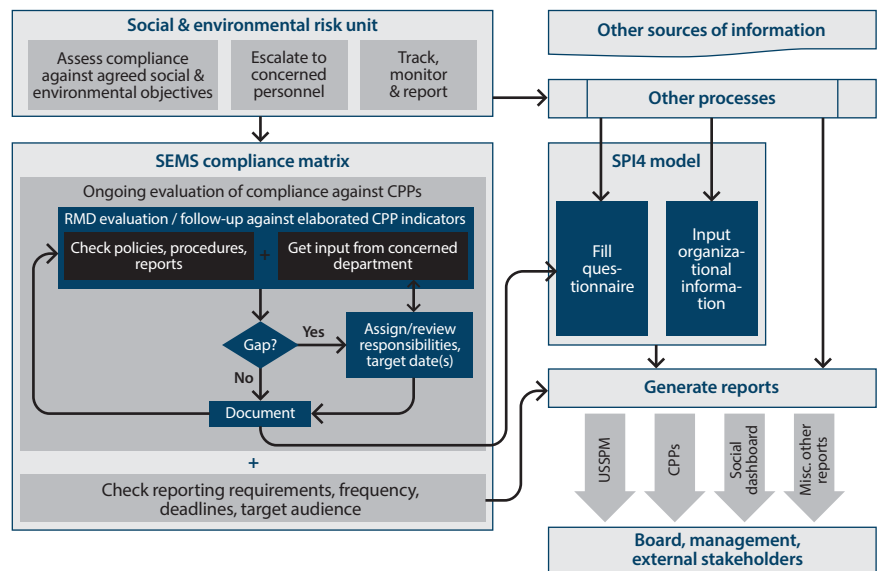 Social & environmental risk unit
Assess compliance
against agreed social &
environmental objectives
Escalate to
concerned
personnel
Track,
monitor
& report
Other sources of information
Other processes
SEMS compliance matrix
Ongoing evaluation of compliance against CPPs
RMD evaluation / follow-up against elaborated CPP indicators
Check policies, procedures,
reports
+
Get input from concerned
department
Gap?
Yes
No
Assign/review
responsibilities,
target date(s)
Document
+
Check reporting requirements, frequency,
deadlines, target audience
SPI4 model
Fill
ques-
tionnaire
Input
organiza-
tional
informa-
tion
Generate reports
USSPM
CPPs
Social
dashboard
Misc. other
reports
Board, management,
external stakeholders